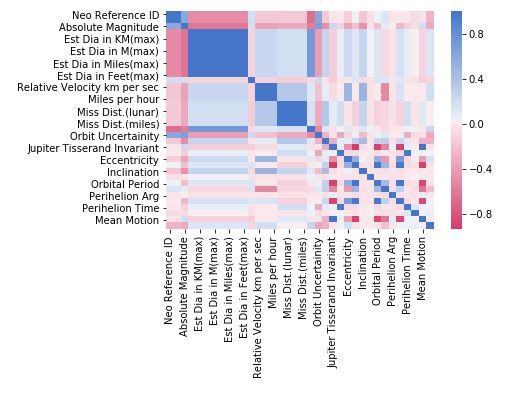 Neo Reference ID
Absolute Magnitude
Est Dia in KM(max)
Est Dia in M(max)
Est Dia in Miles(max)
Est Dia in Feet(max)
Relative Velocity km per sec
Miles per hour
Miss Dist.(lunar)
Miss Dist.(miles)
Orbit Uncertainity
Jupiter Tisserand Invariant
Eccentricity
Inclination
Orbital Period
Perihelion Arg
Perihelion Time
Mean Motion
0.8
0.4
0.0
−0.4
−0.8
Neo Reference ID
Absolute Magnitude
Est Dia in KM(max)
Est Dia in M(max)
Est Dia in Miles(max)
Est Dia in Feet(max)
Relative Velocity km per sec
Miles per hour
Miss Dist.(lunar)
Miss Dist.(miles)
Orbit Uncertainity
Jupiter Tisserand Invariant
Eccentricity
Inclination
Orbital Period
Perihelion Arg
Perihelion Time
Mean Motion